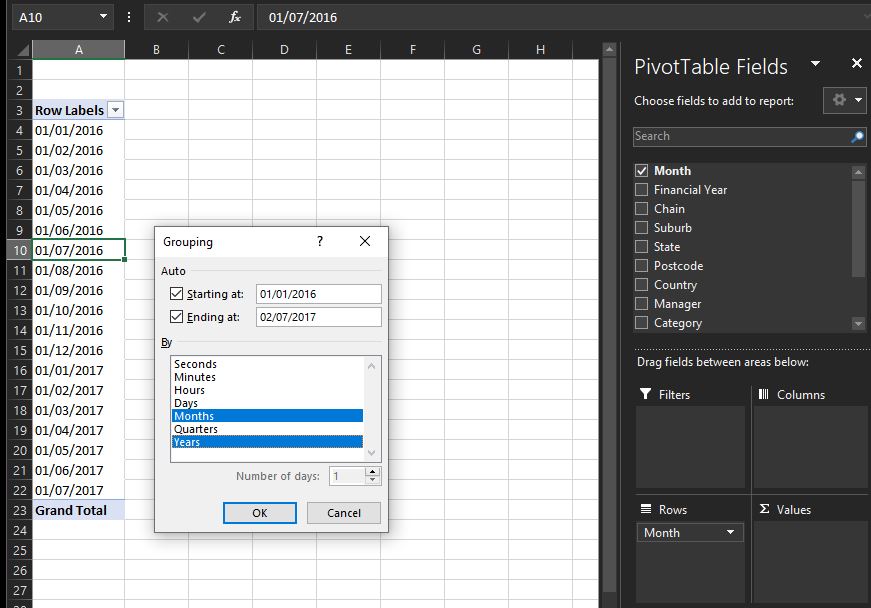 A10
fx
01/07/2016
A B C D E F G H
1
2
3 Row Labels
4 01/01/2016
5 01/02/2016
6 01/03/2016
7 01/04/2016
8 01/05/2016
9 01/06/2016
10 01/07/2016
11 01/08/2016
12 01/09/2016
13 01/10/2016
14 01/11/2016
15 01/12/2016
16 01/01/2017
17 01/02/2017
18 01/03/2017
19 01/04/2017
20 01/05/2017
21 01/06/2017
22 01/07/2017
23 Grand Total
24
25
26
27
Grouping
?
Auto
Starting at: 01/01/2016
Ending at: 02/07/2017
By
Seconds
Minutes
Hours
Days
Months
Quarters
Years
Number of days: 1
OK Cancel
PivotTable Fields
Choose fields to add to report:
Search
Month
Financial Year
Chain
Suburb
State
Postcode
Country
Manager
Category
Drag fields between areas below:
Filters
Columns
Rows
Σ Values
Month